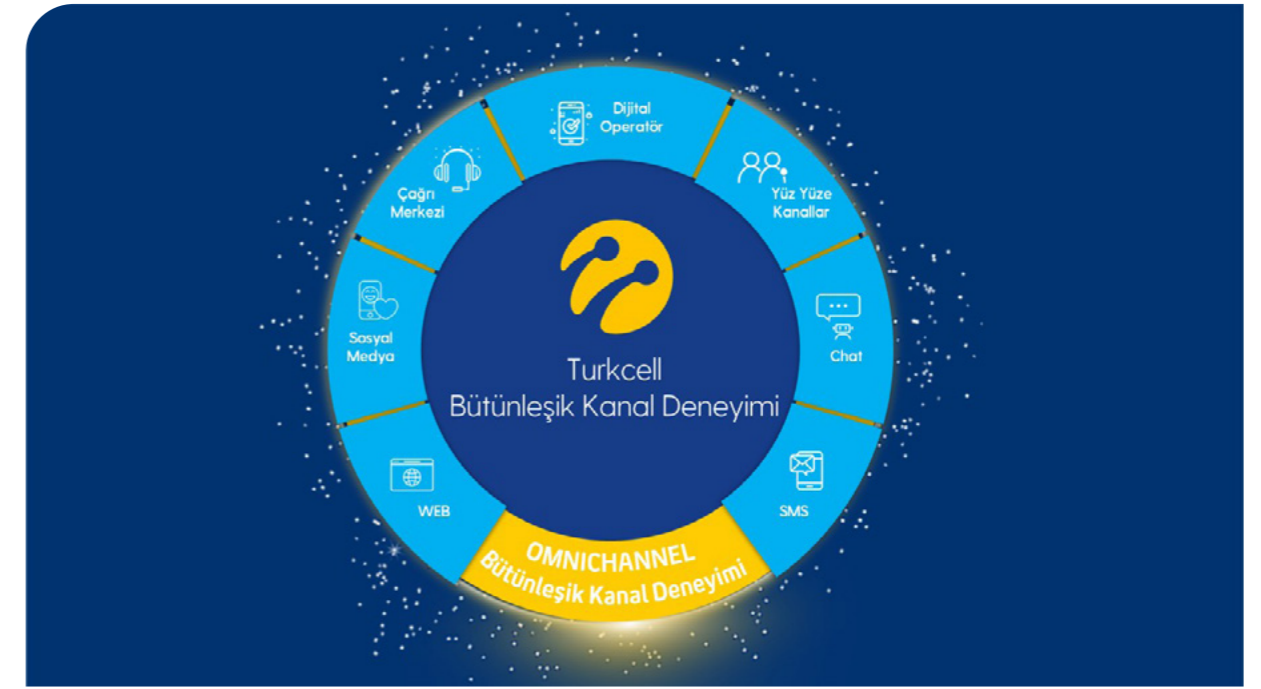 Dijital
Operatör
Yüz Yüze
Kanallar
Chat
SMS
OMNICHANNEL
Bütünleşik Kanal Deneyimi
WEB
Sosyal
Medya
Çağrı
Merkezi
Turkcell
Bütünleşik Kanal Deneyimi